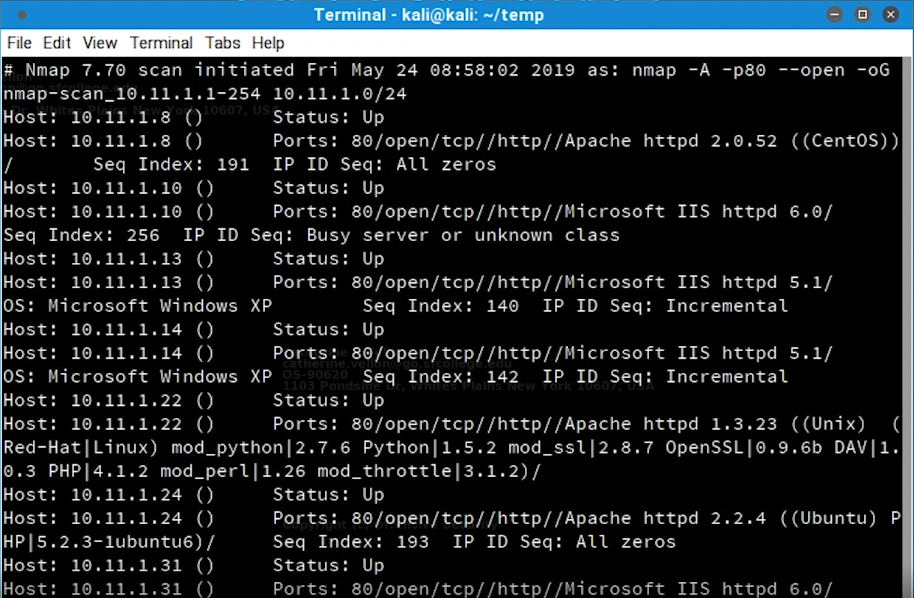 Terminal - kali@kali: ~/temp
File Edit View Terminal Tabs Help
# Nmap 7.70 scan initiated Fri May 24 08:58:02 2019 as: nmap -A -p80 --open -oG
nmap-scan_10.11.1.1-254 10.11.1.0/24
Host: 10.11.1.8 () Status: Up
Host: 10.11.1.8 () Ports: 80/open/tcp//http//Apache httpd 2.0.52 ((CentOS))
/ Seq Index: 191 IP ID Seq: All zeros
Host: 10.11.1.10 () Status: Up
Host: 10.11.1.10 () Ports: 80/open/tcp//http//Microsoft IIS httpd 6.0/
Seq Index: 256 IP ID Seq: Busy server or unknown class
Host: 10.11.1.13 () Status: Up
Host: 10.11.1.13 () Ports: 80/open/tcp//http//Microsoft IIS httpd 5.1/
OS: Microsoft Windows XP Seq Index: 140 IP ID Seq: Incremental
Host: 10.11.1.14 () Status: Up
Host: 10.11.1.14 () Ports: 80/open/tcp//http//Microsoft IIS httpd 5.1/
OS: Microsoft Windows XP Seq Index: 142 IP ID Seq: Incremental
Host: 10.11.1.22 () Status: Up
Host: 10.11.1.22 () Ports: 80/open/tcp//http//Apache httpd 1.3.23 ((Unix) (
Red-Hat|Linux) mod_python|2.7.6 Python|1.5.2 mod_ssl|2.8.7 OpenSSL|0.9.6b DAV|1.
0.3 PHP|4.1.2 mod_perl|1.26 mod_throttle|3.1.2)/
Host: 10.11.1.24 () Status: Up
Host: 10.11.1.24 () Ports: 80/open/tcp//http//Apache httpd 2.2.4 ((Ubuntu) P
HP|5.2.3-1ubuntu6)/ Seq Index: 193 IP ID Seq: All zeros
Host: 10.11.1.31 () Status: Up
Host: 10.11.1.31 () Ports: 80/open/tcp//http//Microsoft IIS httpd 6.0/